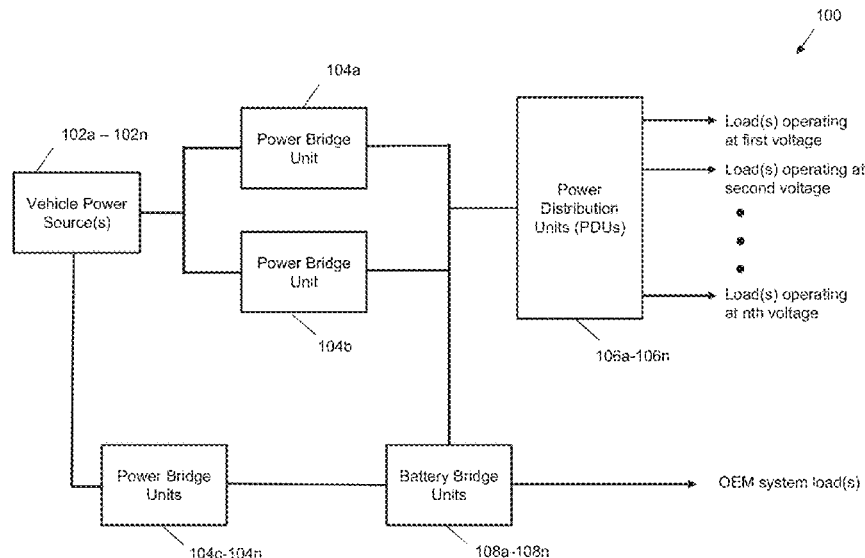 100
104a
102a – 102n
Power Bridge
Unit
Load(s) operating
at first voltage
Vehicle Power
Source(s)
Load(s) operating at
second voltage
Power
Distribution
Units (PDUs)
Power Bridge
Unit
Load(s) operating
at nth voltage
104b
106a-106n
Power Bridge
Units
Battery Bridge
Units
OEM system load(s)
104c-104n
108a-108n